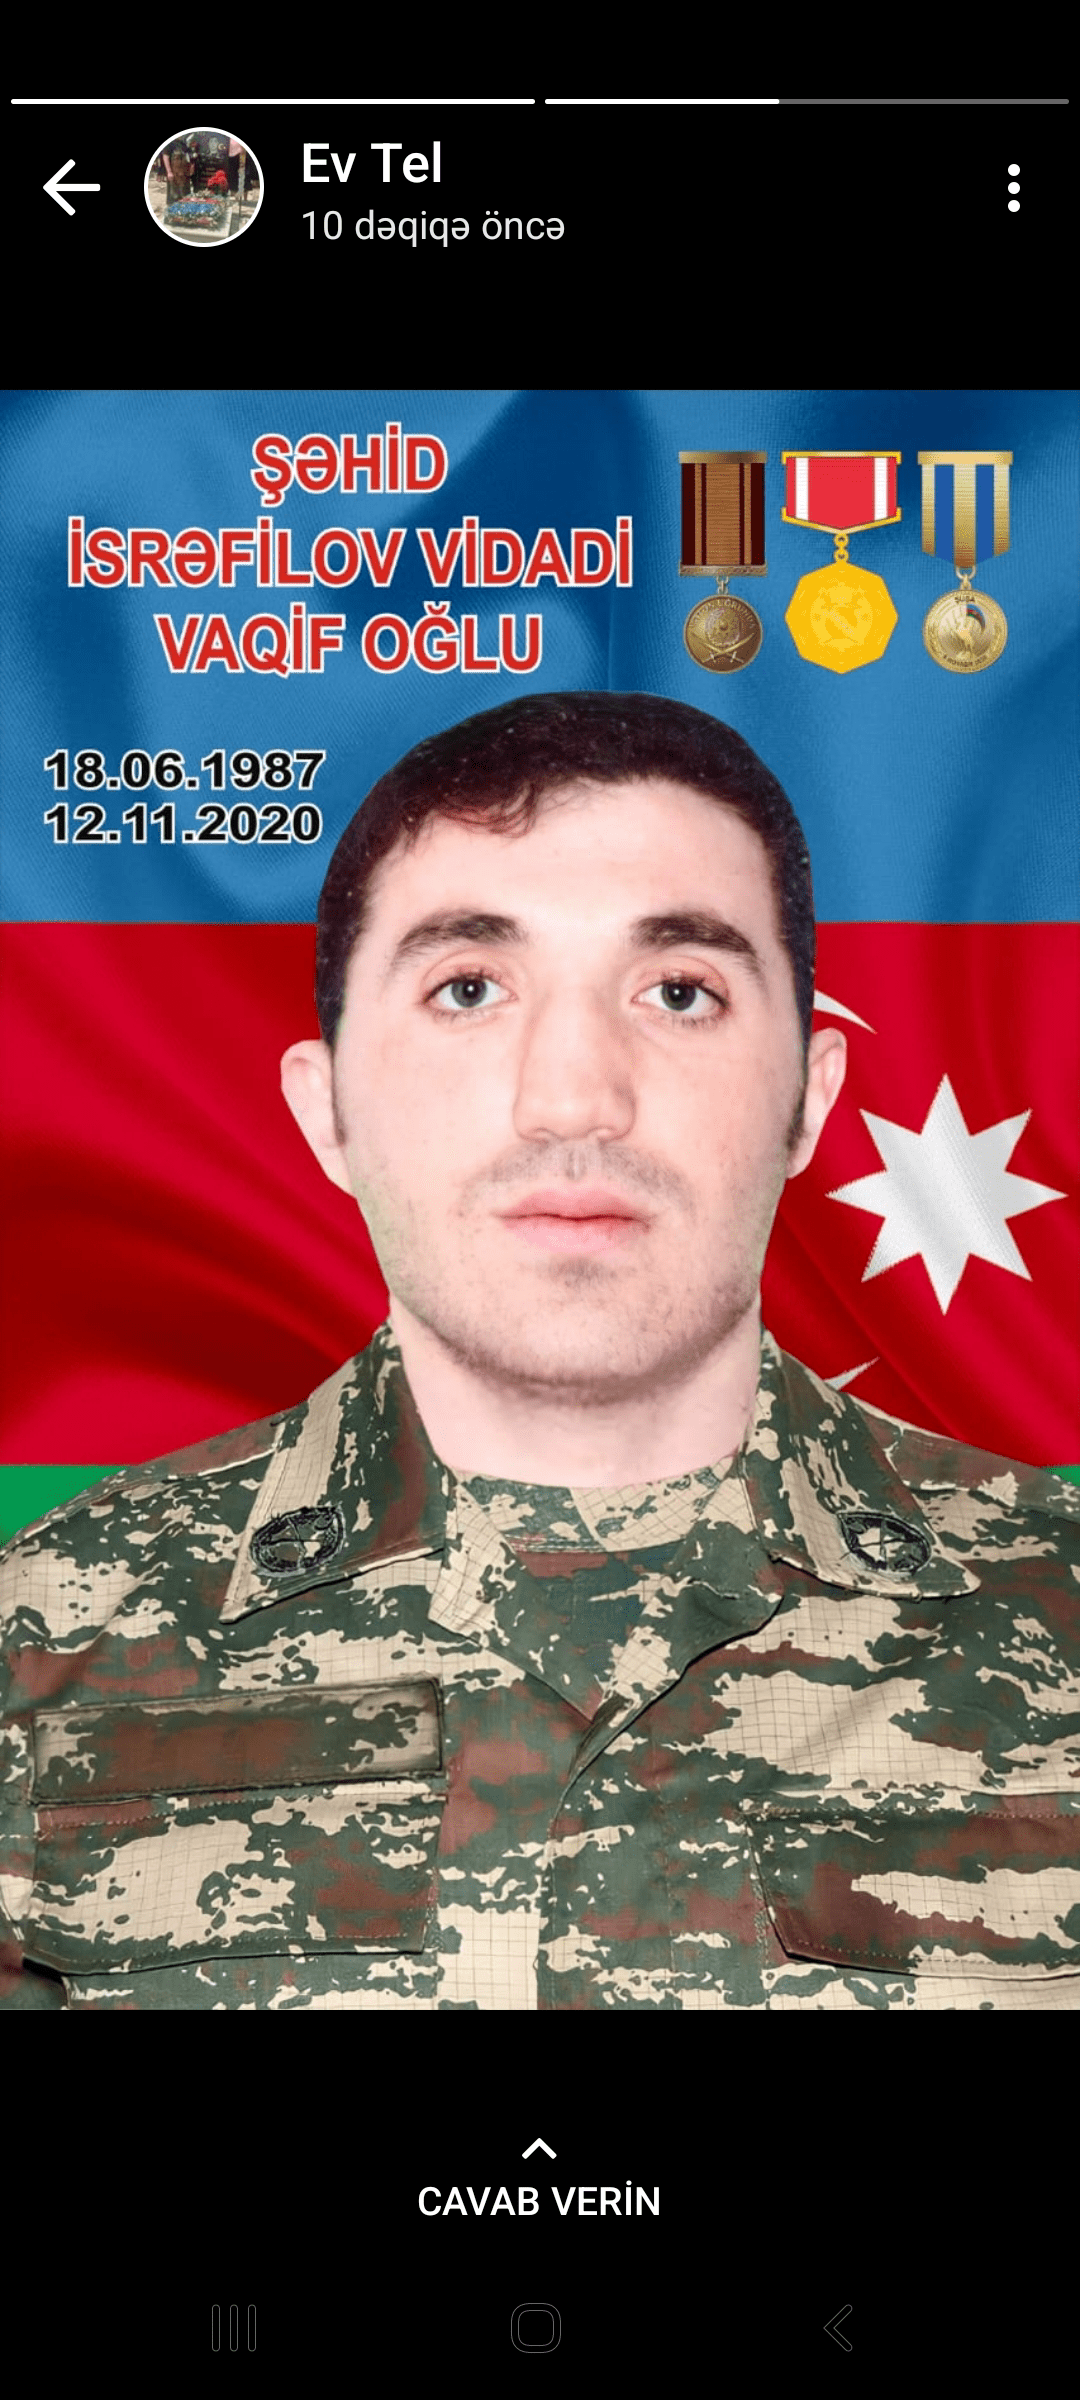 Ev Tel
10 dəqiqə öncə
ŞƏHİD
İSRƏFİLOV VİDADİ
VAQİF OĞLU
18.06.1987
12.11.2020
ŞUŞA
CAVAB VERİN